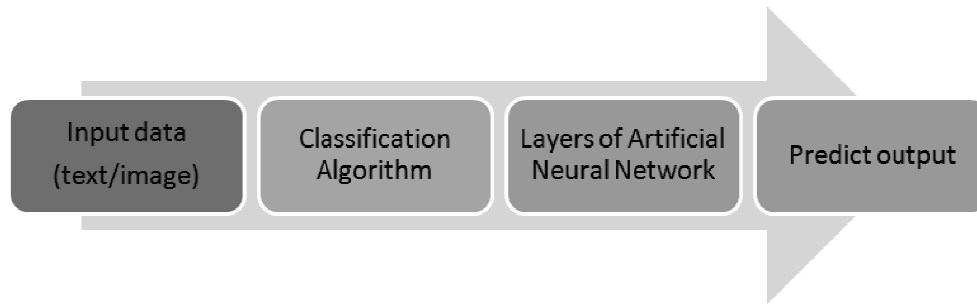 Input data
(text/image)
Classification
Algorithm
Layers of Artificial
Neural Network
Predict output